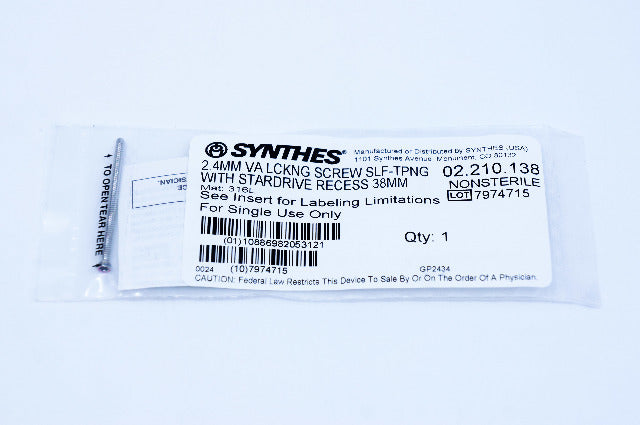 SYNTHES®
Manufactured or Distributed by SYNTHES (USA)
1101 Synthes Avenue, Monument, CO 80132
2.4MM VA LCKNG SCREW SLF-TPNG
WITH STARDRIVE RECESS 38MM
02.210.138
NONSTERILE
LOT 7974715
Mat: 316L
See Insert for Labeling Limitations
For Single Use Only
(01)10886982053121
Qty: 1
0024 (10)7974715
GP2434
CAUTION: Federal Law Restricts This Device To Sale By Or On The Order Of A Physician.
TO OPEN TEAR HERE